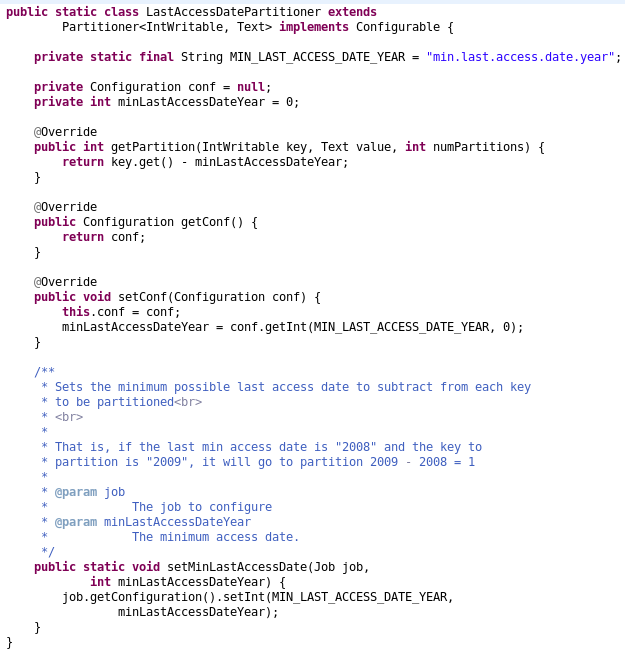 public static class LastAccessDatePartitioner extends
        Partitioner<IntWritable, Text> implements Configurable {

    private static final String MIN_LAST_ACCESS_DATE_YEAR = "min.last.access.date.year";

    private Configuration conf = null;
    private int minLastAccessDateYear = 0;

    @Override
    public int getPartition(IntWritable key, Text value, int numPartitions) {
        return key.get() - minLastAccessDateYear;
    }

    @Override
    public Configuration getConf() {
        return conf;
    }

    @Override
    public void setConf(Configuration conf) {
        this.conf = conf;
        minLastAccessDateYear = conf.getInt(MIN_LAST_ACCESS_DATE_YEAR, 0);
    }

    /**
     * Sets the minimum possible last access date to subtract from each key
     * to be partitioned<br>
     * <br>
     *
     * That is, if the last min access date is "2008" and the key to
     * partition is "2009", it will go to partition 2009 - 2008 = 1
     *
     * @param job
     *            The job to configure
     * @param minLastAccessDateYear
     *            The minimum access date.
     */
    public static void setMinLastAccessDate(Job job,
            int minLastAccessDateYear) {
        job.getConfiguration().setInt(MIN_LAST_ACCESS_DATE_YEAR,
                minLastAccessDateYear);
    }
}